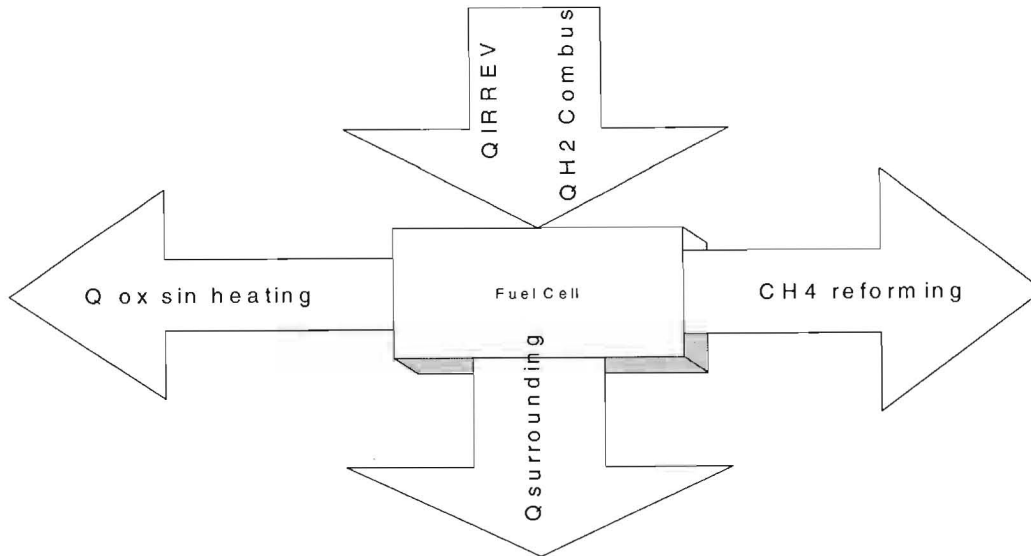 QIRREV
QH2 Combus
Q ox sin heating
Fuel Cell
CH4 reforming
Qsurrounding